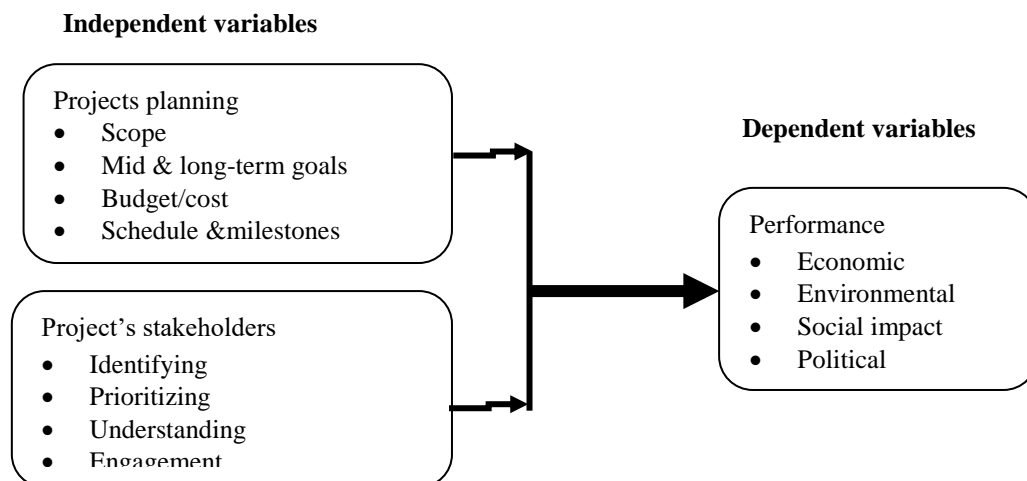 Independent variables
Projects planning
• Scope
• Mid & long-term goals
• Budget/cost
• Schedule &milestones
Project’s stakeholders
• Identifying
• Prioritizing
• Understanding
• Engagement
Dependent variables
Performance
• Economic
• Environmental
• Social impact
• Political